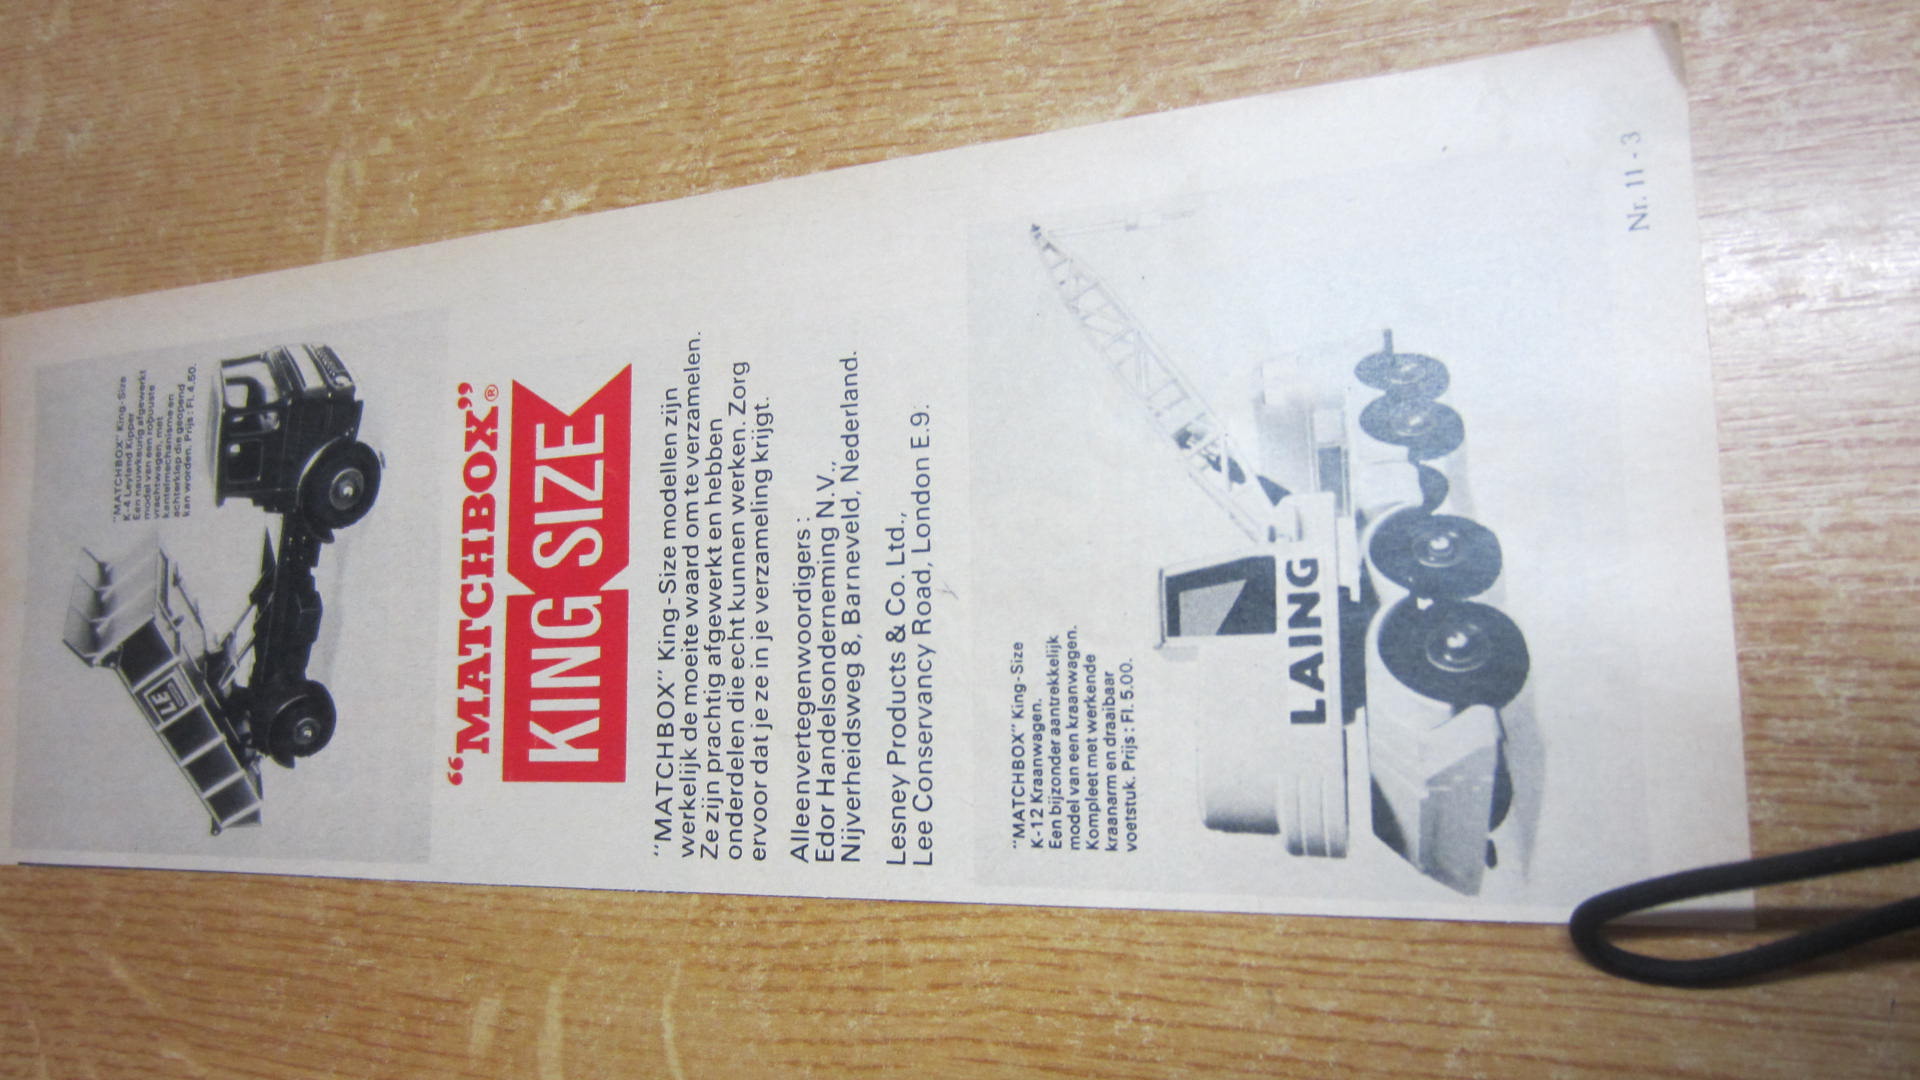 "MATCHBOX" King-Size
K-4 Leyland Kipper
Een nauwkeurig afgewerkt
model van een robuuste
vrachtwagen, met
kantelmechanisme en
achterklep die geopend
kan worden. Prijs: Fl. 4.50.
"MATCHBOX"®
KING SIZE
"MATCHBOX" King-Size modellen zijn
werkelijk de moeite waard om te verzamelen.
Ze zijn prachtig afgewerkt en hebben
onderdelen die echt kunnen werken. Zorg
ervoor dat je ze in je verzameling krijgt.
Alleenvertegenwoordigers:
Edor Handelsonderneming N.V.,
Nijverheidsweg 8, Barneveld, Nederland.
Lesney Products & Co. Ltd.,
Lee Conservancy Road, London E.9.
"MATCHBOX" King-Size
K-12 Kraanwagen.
Een bijzonder aantrekkelijk
model van een kraanwagen.
Kompleet met werkende
kraanarm en draaibaar
voetstuk. Prijs: Fl. 5.00.
LAING
Nr. 11 - 3